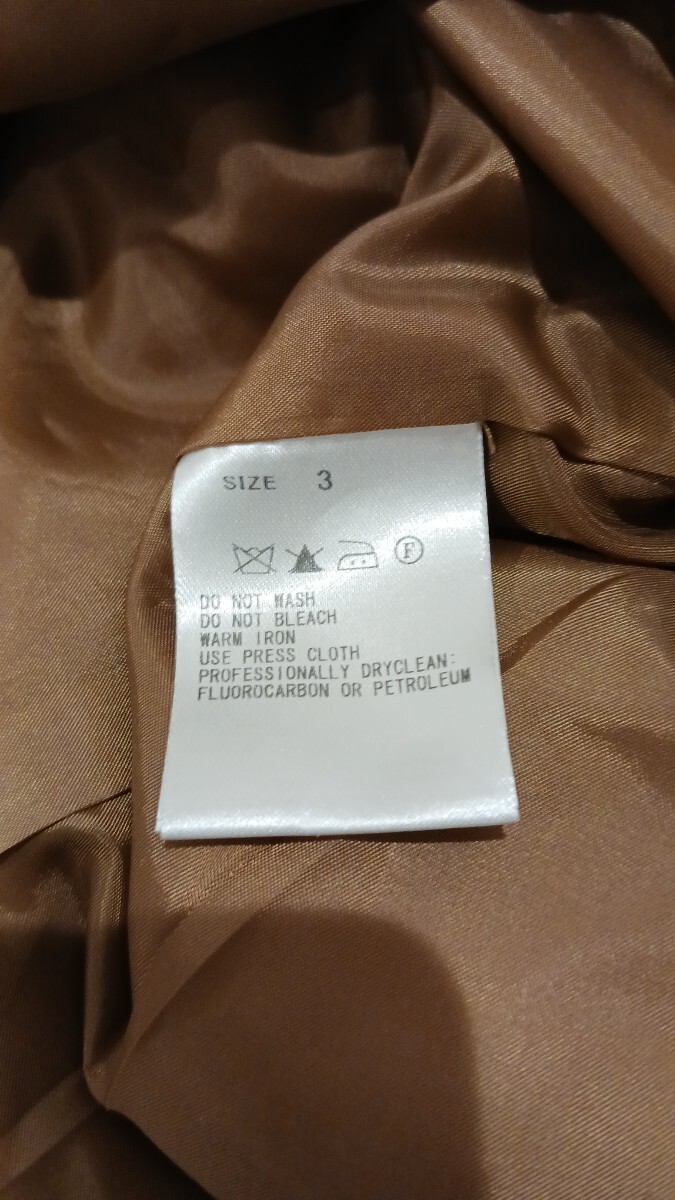 SIZE 3
F
DO NOT WASH
DO NOT BLEACH
WARM IRON
USE PRESS CLOTH
PROFESSIONALLY DRYCLEAN:
FLUOROCARBON OR PETROLEUM